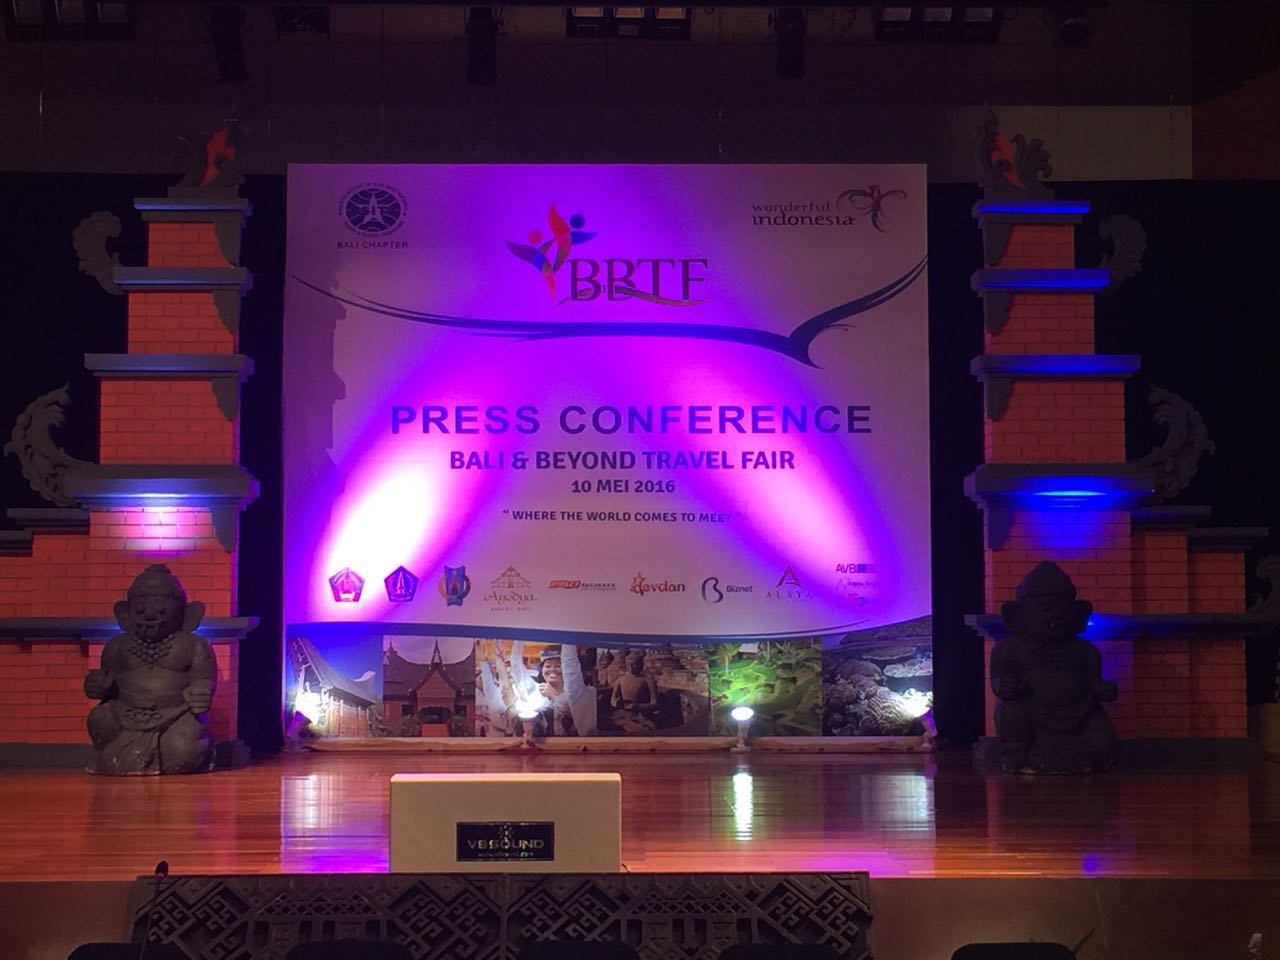 BALI CHAPTER
wonderful
indonesia
BBTF
PRESS CONFERENCE
BALI & BEYOND TRAVEL FAIR
10 MEI 2016
" WHERE THE WORLD COMES TO MEET "
Ayodya
devdan
Biznet
ALAYA
AVB
V8SOUND